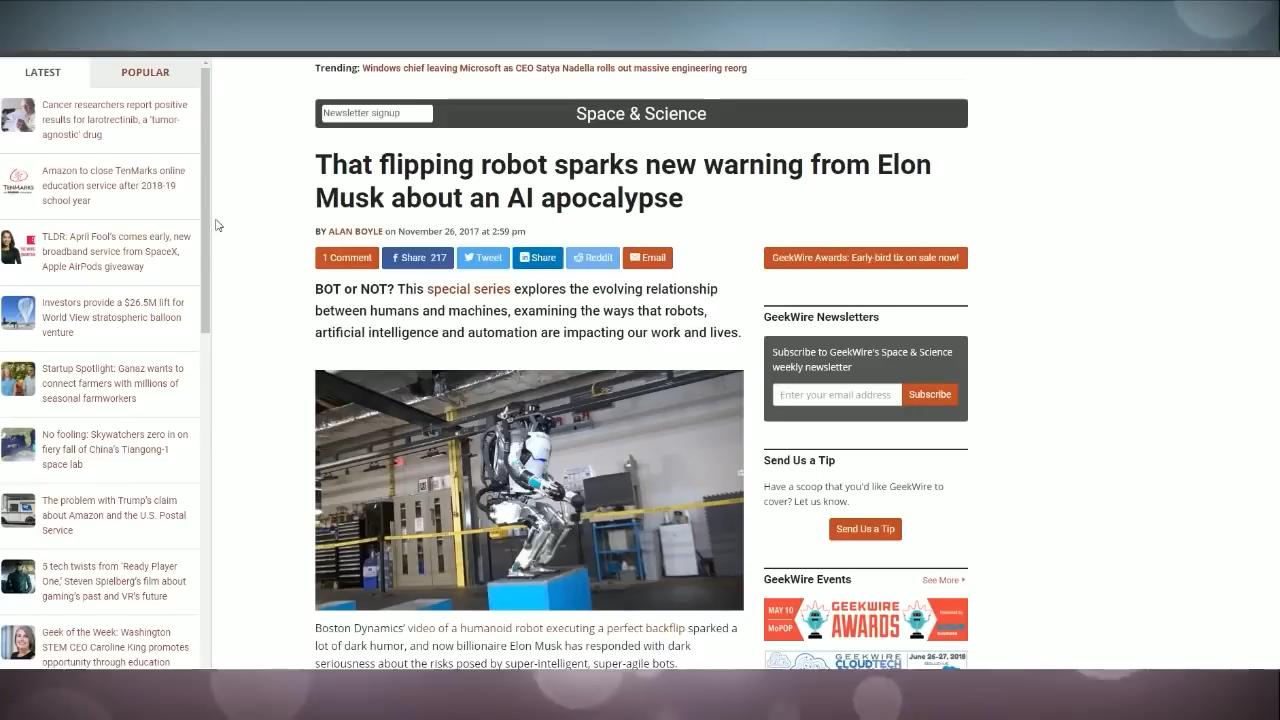 LATEST
POPULAR
Cancer researchers report positive
results for larotrectinib, a 'tumor-
agnostic' drug
TENMARKS
Amazon to close TenMarks online
education service after 2018-19
school year
TLDR: April Fool's comes early, new
broadband service from SpaceX,
Apple AirPods giveaway
Investors provide a $26.5M lift for
World View stratospheric balloon
venture
Startup Spotlight: Ganaz wants to
connect farmers with millions of
seasonal farmworkers
No fooling: Skywatchers zero in on
fiery fall of China's Tiangong-1
space lab
The problem with Trump's claim
about Amazon and the U.S. Postal
Service
5 tech twists from 'Ready Player
One,' Steven Spielberg's film about
gaming's past and VR's future
Geek of the Week: Washington
STEM CEO Caroline King promotes
opportunity through education
Trending: Windows chief leaving Microsoft as CEO Satya Nadella rolls out massive engineering reorg
Newsletter signup
Space & Science
That flipping robot sparks new warning from Elon
Musk about an AI apocalypse
BY ALAN BOYLE on November 26, 2017 at 2:59 pm
1 Comment
Share 217
Tweet
Share
Reddit
Email
BOT or NOT? This special series explores the evolving relationship
between humans and machines, examining the ways that robots,
artificial intelligence and automation are impacting our work and lives.
Boston Dynamics' video of a humanoid robot executing a perfect backflip sparked a
lot of dark humor, and now billionaire Elon Musk has responded with dark
seriousness about the risks posed by super-intelligent, super-agile bots.
GeekWire Awards: Early-bird tix on sale now!
GeekWire Newsletters
Subscribe to GeekWire's Space & Science
weekly newsletter
Enter your email address
Subscribe
Send Us a Tip
Have a scoop that you'd like GeekWire to
cover? Let us know.
Send Us a Tip
GeekWire Events
See More
MAY 10
MoPOP
GEEKWIRE
AWARDS
GEEKWIRE
CLOUDTECH
June 26-27, 2018